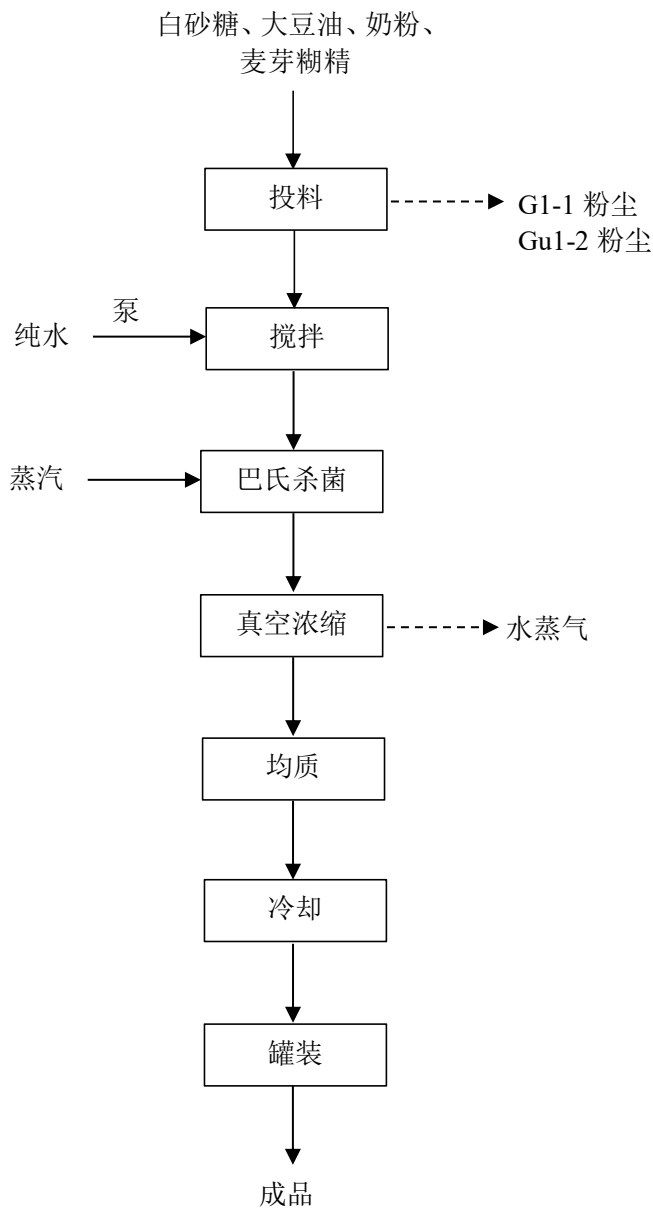 白砂糖、大豆油、奶粉、
麦芽糊精
投料
G1-1 粉尘
Gu1-2 粉尘
泵
纯水
搅拌
蒸汽
巴氏杀菌
真空浓缩
水蒸气
均质
冷却
罐装
成品